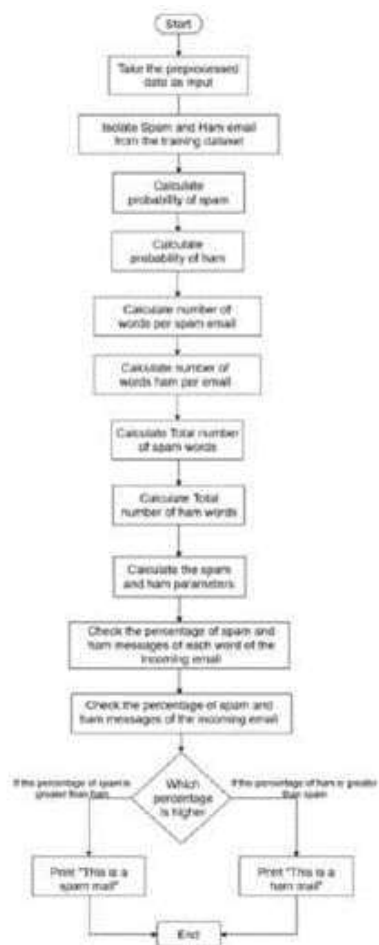 Start
Take the preprocessed
data as input
Isolate Spam and Ham email
from the training dataset
Calculate
probability of spam
Calculate
probability of ham
Calculate number of
words per spam email
Calculate number of
words ham per email
Calculate Total number
of spam words
Calculate Total
number of ham words
Calculate the spam
and ham parameters
Check the percentage of spam and
ham messages of each word of the
incoming email
Check the percentage of spam and
ham messages of the incoming email
If the percentage of spam is
greater than ham
Which
percentage
is higher
If the percentage of ham is greater
than spam
Print "This is a
spam mail"
Print "This is a
ham mail"
End